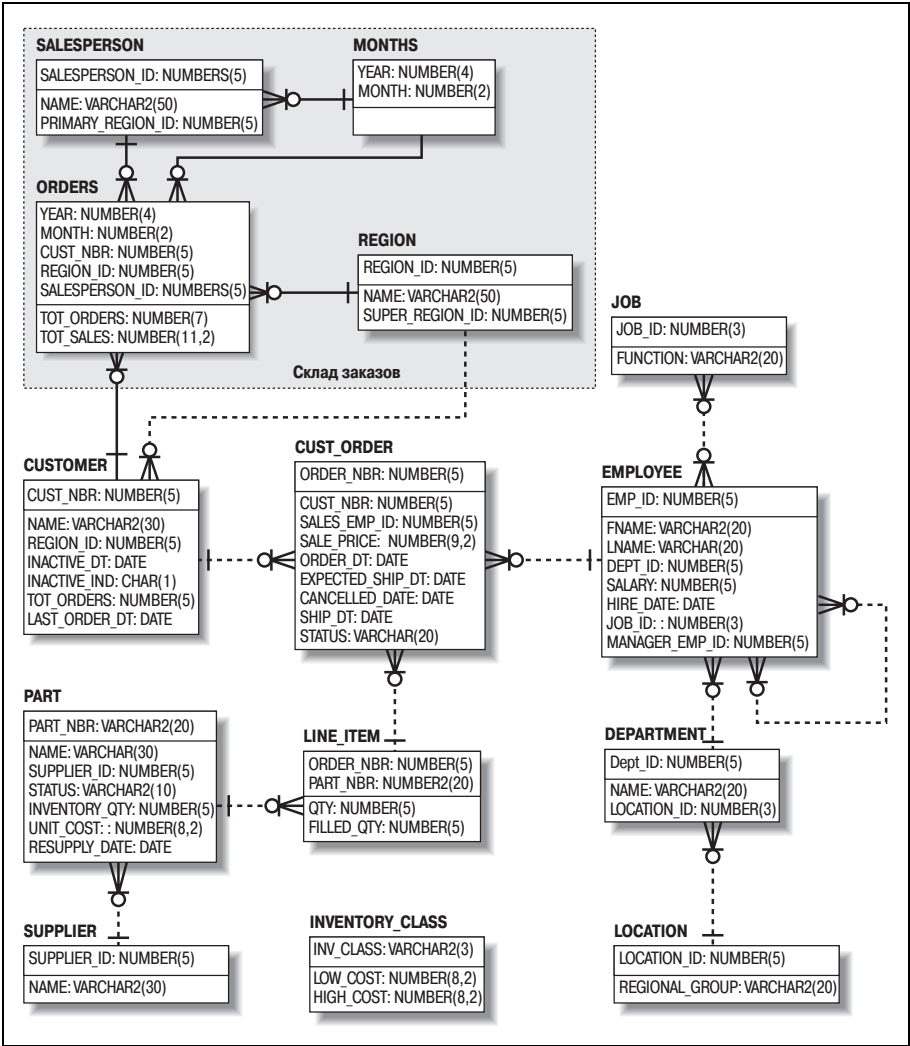 SALESPERSON
SALESPERSON_ID: NUMBERS(5)
NAME: VARCHAR2(50)
PRIMARY_REGION_ID: NUMBER(5)
MONTHS
YEAR: NUMBER(4)
MONTH: NUMBER(2)
ORDERS
YEAR: NUMBER(4)
MONTH: NUMBER(2)
CUST_NBR: NUMBER(5)
REGION_ID: NUMBER(5)
SALESPERSON_ID: NUMBERS(5)
TOT_ORDERS: NUMBER(7)
TOT_SALES: NUMBER(11,2)
REGION
REGION_ID: NUMBER(5)
NAME: VARCHAR2(50)
SUPER_REGION_ID: NUMBER(5)
Склад заказов
JOB
JOB_ID: NUMBER(3)
FUNCTION: VARCHAR2(20)
CUSTOMER
CUST_NBR: NUMBER(5)
NAME: VARCHAR2(30)
REGION_ID: NUMBER(5)
INACTIVE_DT: DATE
INACTIVE_IND: CHAR(1)
TOT_ORDERS: NUMBER(5)
LAST_ORDER_DT: DATE
CUST_ORDER
ORDER_NBR: NUMBER(5)
CUST_NBR: NUMBER(5)
SALES_EMP_ID: NUMBER(5)
SALE_PRICE: NUMBER(9,2)
ORDER_DT: DATE
EXPECTED_SHIP_DT: DATE
CANCELLED_DATE: DATE
SHIP_DT: DATE
STATUS: VARCHAR(20)
EMPLOYEE
EMP_ID: NUMBER(5)
FNAME: VARCHAR2(20)
LNAME: VARCHAR(20)
DEPT_ID: NUMBER(5)
SALARY: NUMBER(5)
HIRE_DATE: DATE
JOB_ID: : NUMBER(3)
MANAGER_EMP_ID: NUMBER(5)
PART
PART_NBR: VARCHAR2(20)
NAME: VARCHAR(30)
SUPPLIER_ID: NUMBER(5)
STATUS: VARCHAR2(10)
INVENTORY_QTY: NUMBER(5)
UNIT_COST: : NUMBER(8,2)
RESUPPLY_DATE: DATE
LINE_ITEM
ORDER_NBR: NUMBER(5)
PART_NBR: NUMBER2(20)
QTY: NUMBER(5)
FILLED_QTY: NUMBER(5)
DEPARTMENT
Dept_ID: NUMBER(5)
NAME: VARCHAR2(20)
LOCATION_ID: NUMBER(3)
SUPPLIER
SUPPLIER_ID: NUMBER(5)
NAME: VARCHAR2(30)
INVENTORY_CLASS
INV_CLASS: VARCHAR2(3)
LOW_COST: NUMBER(8,2)
HIGH_COST: NUMBER(8,2)
LOCATION
LOCATION_ID: NUMBER(5)
REGIONAL_GROUP: VARCHAR2(20)